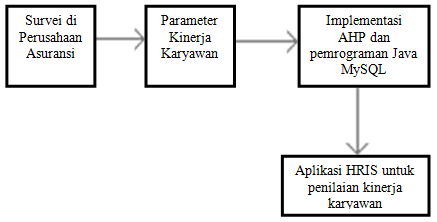 Survei di
Perusahaan
Asuransi
Parameter
Kinerja
Karyawan
Implementasi
AHP dan
pemrograman Java
MySQL
Aplikasi HRIS untuk
penilaian kinerja
karyawan